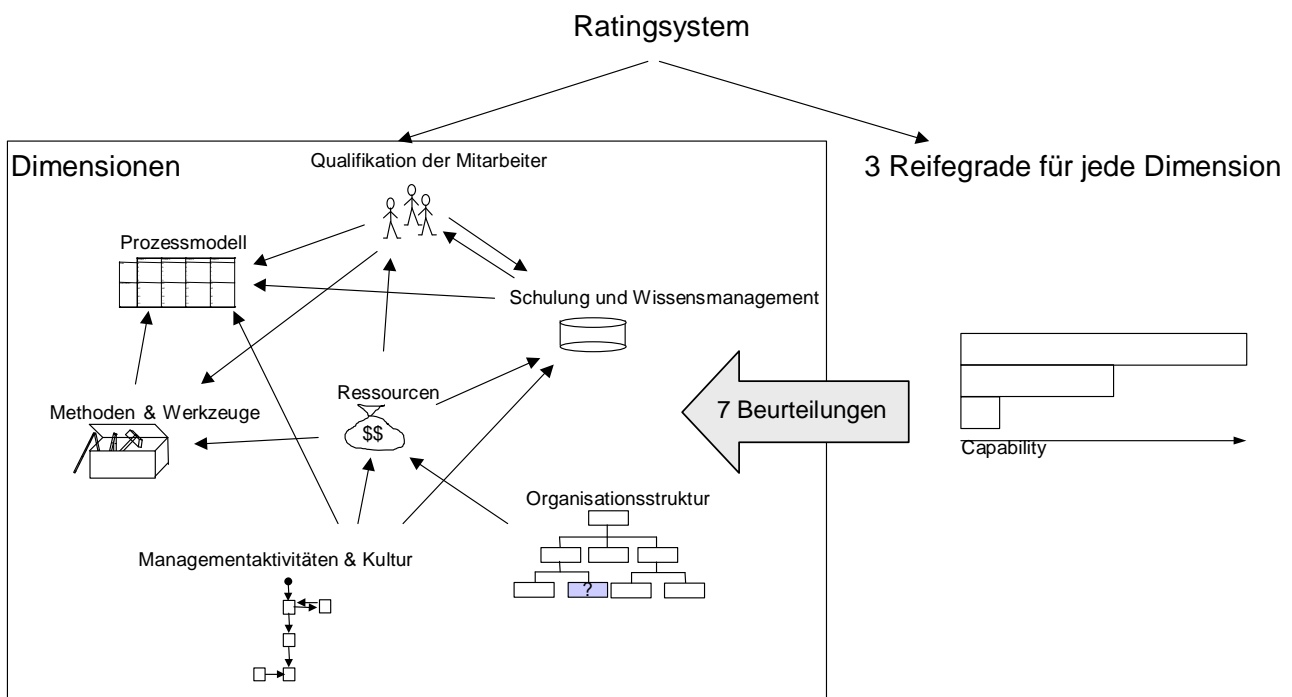 Ratingsystem
Dimensionen
Qualifikation der Mitarbeiter
3 Reifegrade für jede Dimension
Prozessmodell
Schulung und Wissensmanagement
Ressourcen
$$
Methoden & Werkzeuge
7 Beurteilungen
Capability
Organisationsstruktur
?
Managementaktivitäten & Kultur